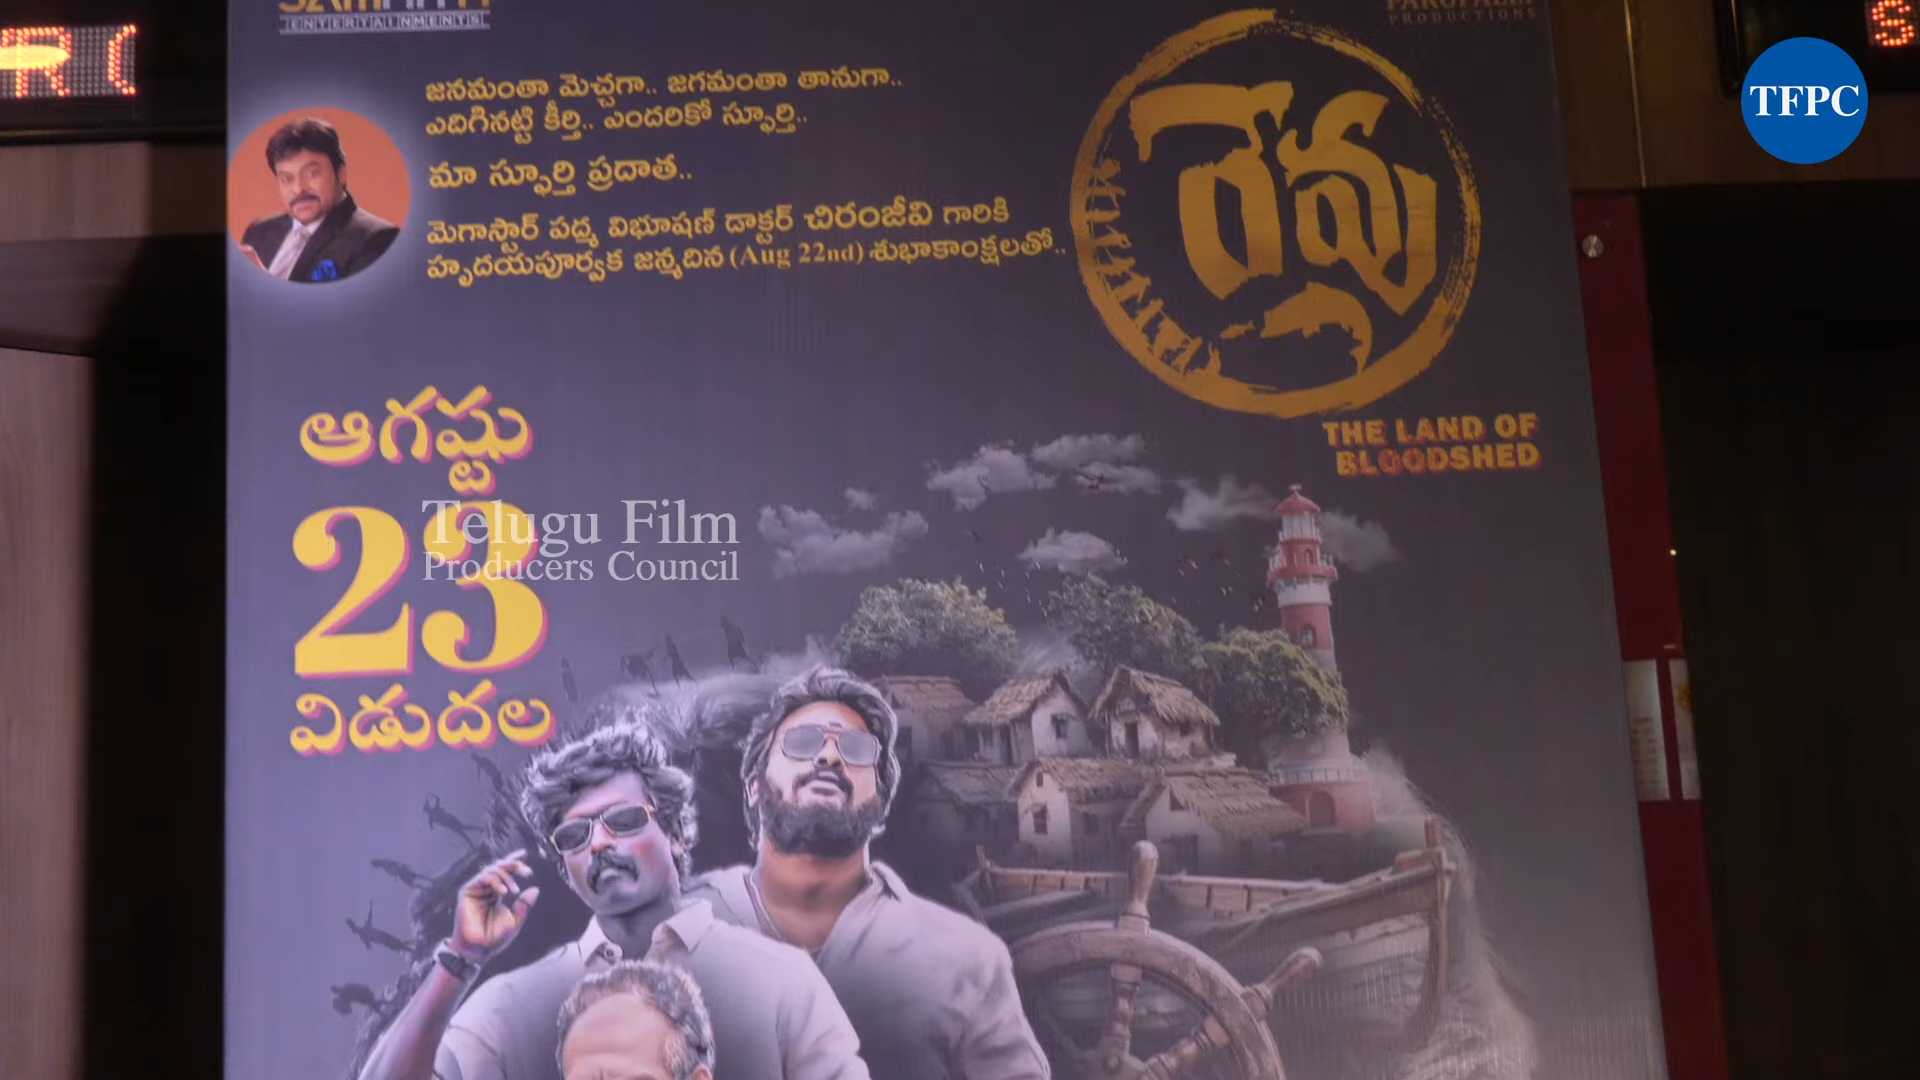 ENTERTAINMENTS
PRODUCTIONS
R(
S
TFPC
జనమంతా మెచ్చగా.. జగమంతా తానుగా..
ఎదిగినట్టి కీర్తి.. ఎందరికో స్ఫూర్తి..
మా స్ఫూర్తి ప్రదాత..
మెగాస్టార్ పద్మ విభూషణ్ డాక్టర్ చిరంజీవి గారికి
హృదయపూర్వక జన్మదిన (Aug 22nd) శుభాకాంక్షలతో..
రేవు
THE LAND OF
BLOODSHED
ఆగష్టు
23
విడుదల
Telugu Film
Producers Council